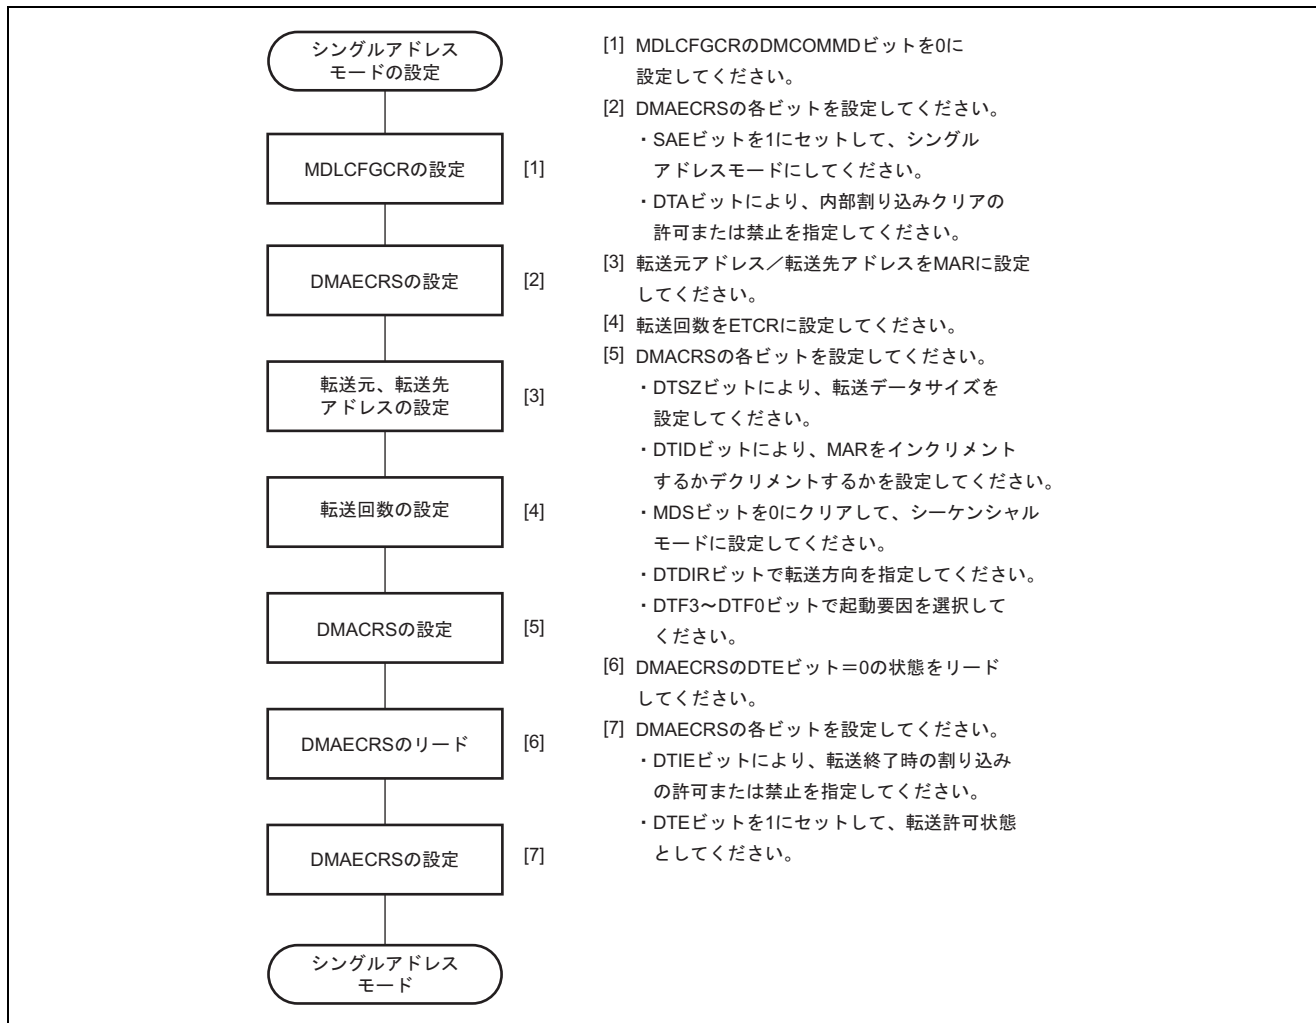 シングルアドレス
モードの設定
MDLCFGCRの設定 [1]
DMAECRSの設定 [2]
転送元、転送先
アドレスの設定 [3]
転送回数の設定 [4]
DMACRSの設定 [5]
DMAECRSのリード [6]
DMAECRSの設定 [7]
シングルアドレス
モード
[1] MDLCFGCRのDMCOMMDビットを0に
設定してください。
[2] DMAECRSの各ビットを設定してください。
・SAEビットを1にセットして、シングル
アドレスモードにしてください。
・DTAビットにより、内部割り込みクリアの
許可または禁止を指定してください。
[3] 転送元アドレス／転送先アドレスをMARに設定
してください。
[4] 転送回数をETCRに設定してください。
[5] DMACRSの各ビットを設定してください。
・DTSZビットにより、転送データサイズを
設定してください。
・DTIDビットにより、MARをインクリメント
するかデクリメントするかを設定してください。
・MDSビットを0にクリアして、シーケンシャル
モードに設定してください。
・DTDIRビットで転送方向を指定してください。
・DTF3～DTF0ビットで起動要因を選択して
ください。
[6] DMAECRSのDTEビット＝0の状態をリード
してください。
[7] DMAECRSの各ビットを設定してください。
・DTIEビットにより、転送終了時の割り込み
の許可または禁止を指定してください。
・DTEビットを1にセットして、転送許可状態
としてください。